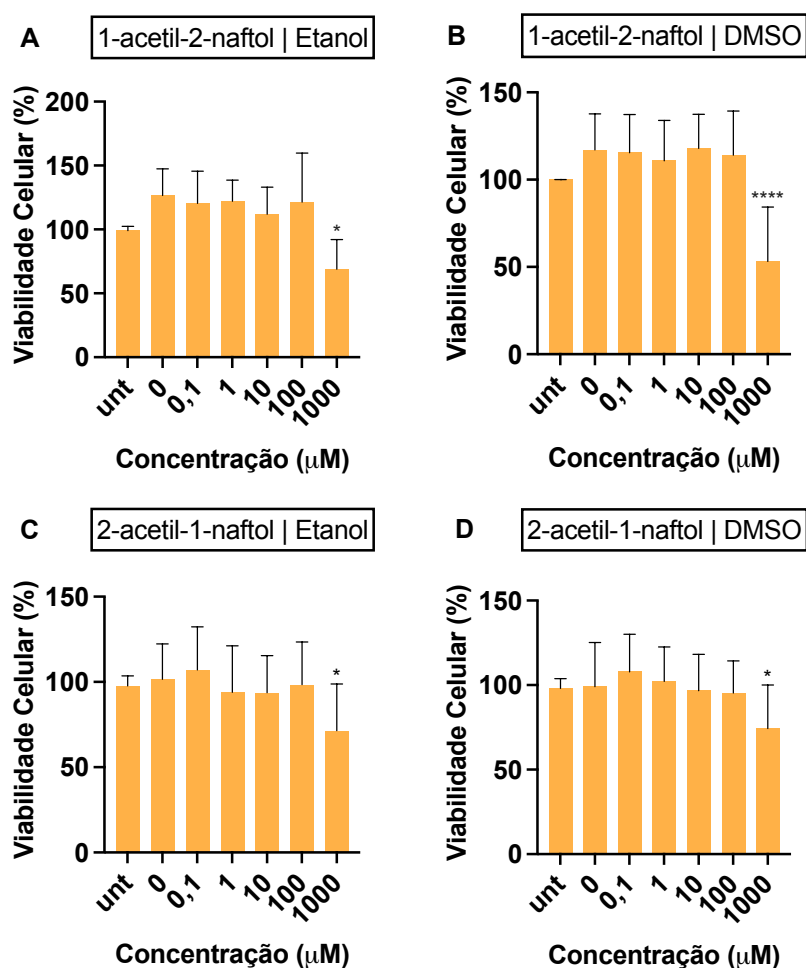 A
1-acetil-2-naftol | Etanol
Viabilidade Celular (%)
200
150
100
50
0
*
unt 0 0,1 1 10 100 1000
Concentração (μM)
B
1-acetil-2-naftol | DMSO
Viabilidade Celular (%)
150
100
50
0
****
unt 0 0,1 1 10 100 1000
Concentração (μM)
C
2-acetil-1-naftol | Etanol
Viabilidade Celular (%)
150
100
50
0
*
unt 0 0,1 1 10 100 1000
Concentração (μM)
D
2-acetil-1-naftol | DMSO
Viabilidade Celular (%)
150
100
50
0
*
unt 0 0,1 1 10 100 1000
Concentração (μM)